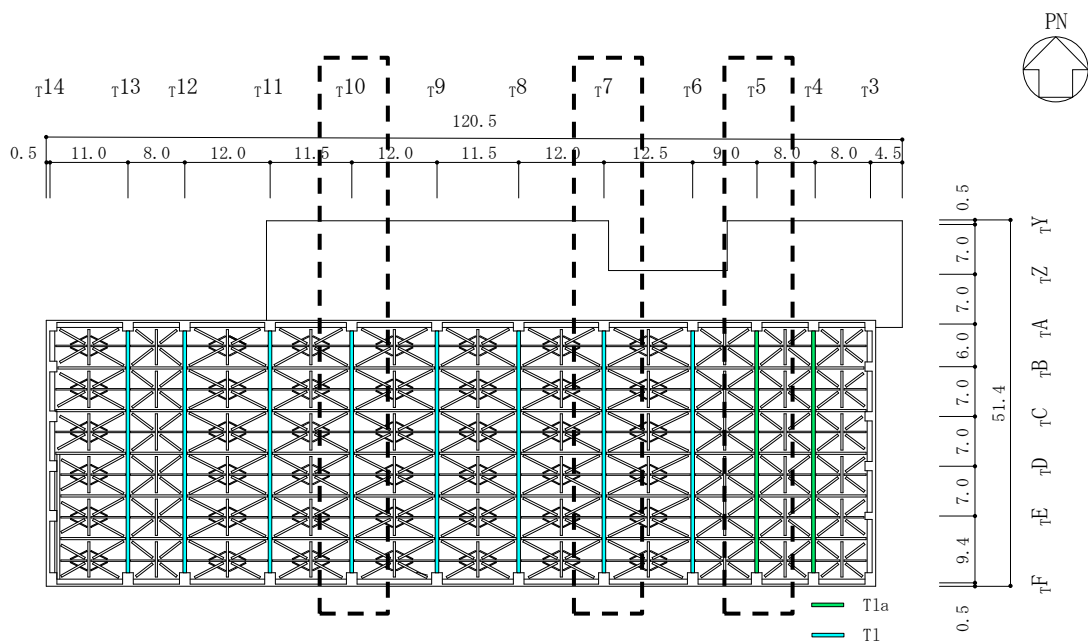 PN
T14 T13 T12 T11 T10 T9 T8 T7 T6 T5 T4 T3
120.5
0.5 11.0 8.0 12.0 11.5 12.0 11.5 12.0 12.5 9.0 8.0 8.0 4.5
0.5
TY
7.0
TZ
7.0
TA
6.0
TB
7.0
TC
7.0
51.4
TD
7.0
TE
9.4
TF
0.5
T1a
T1